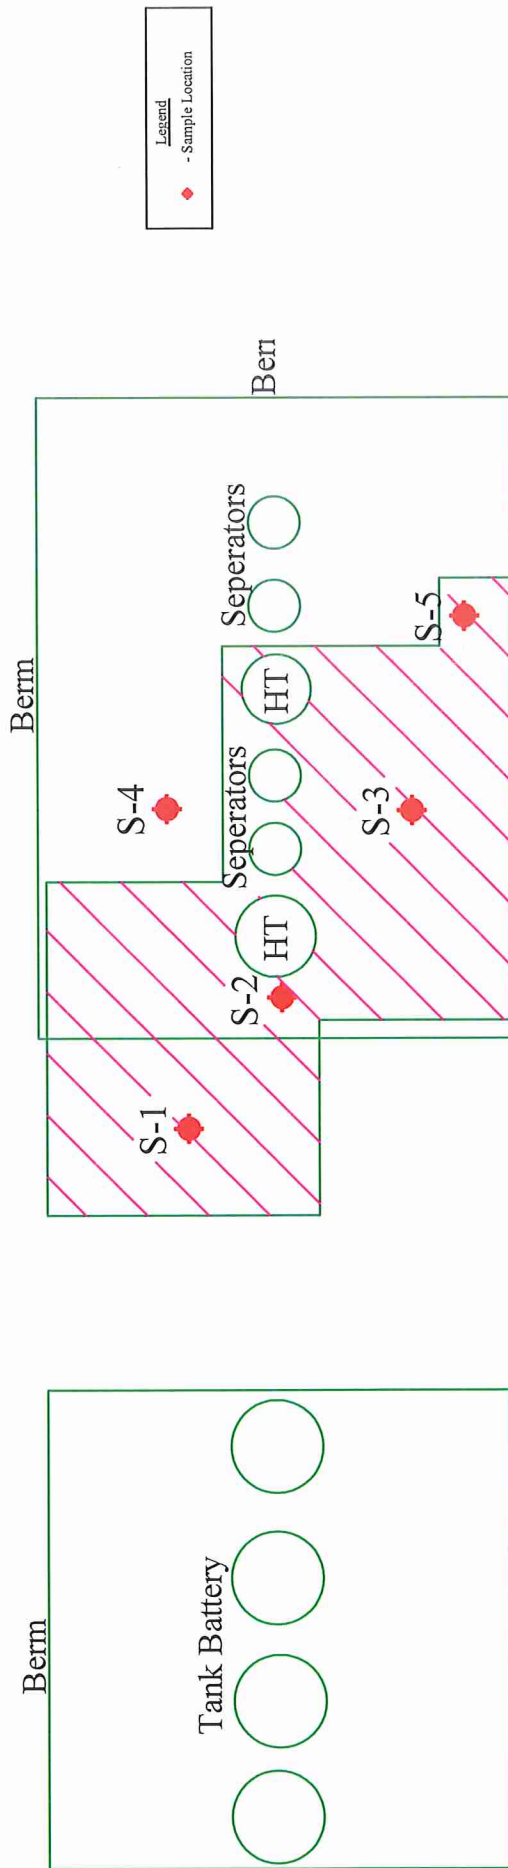 Legend
- Sample Location
Berm
Berm
S-4
Seperators
Seperators
HT
HT
S-5
S-3
S-2
S-1
Berm
Tank Battery